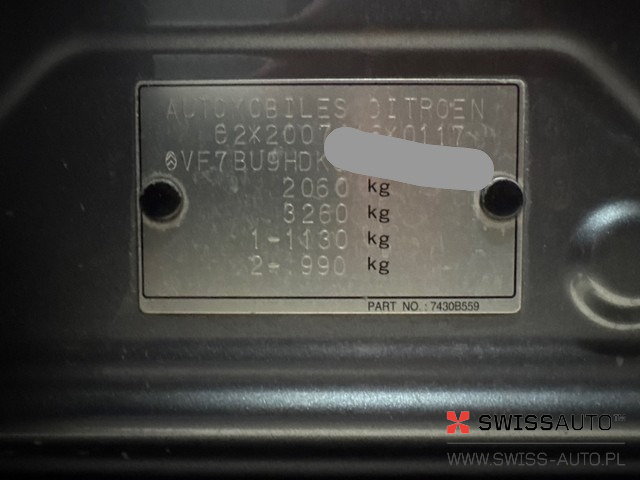 AUTOMOBILES CITROEN
62X2007
VF7BU9HDK
2060 kg
3260 kg
1-1130 kg
2- 990 kg
PART NO.: 7430B559
SWISSAUTO
WWW.SWISS-AUTO.PL